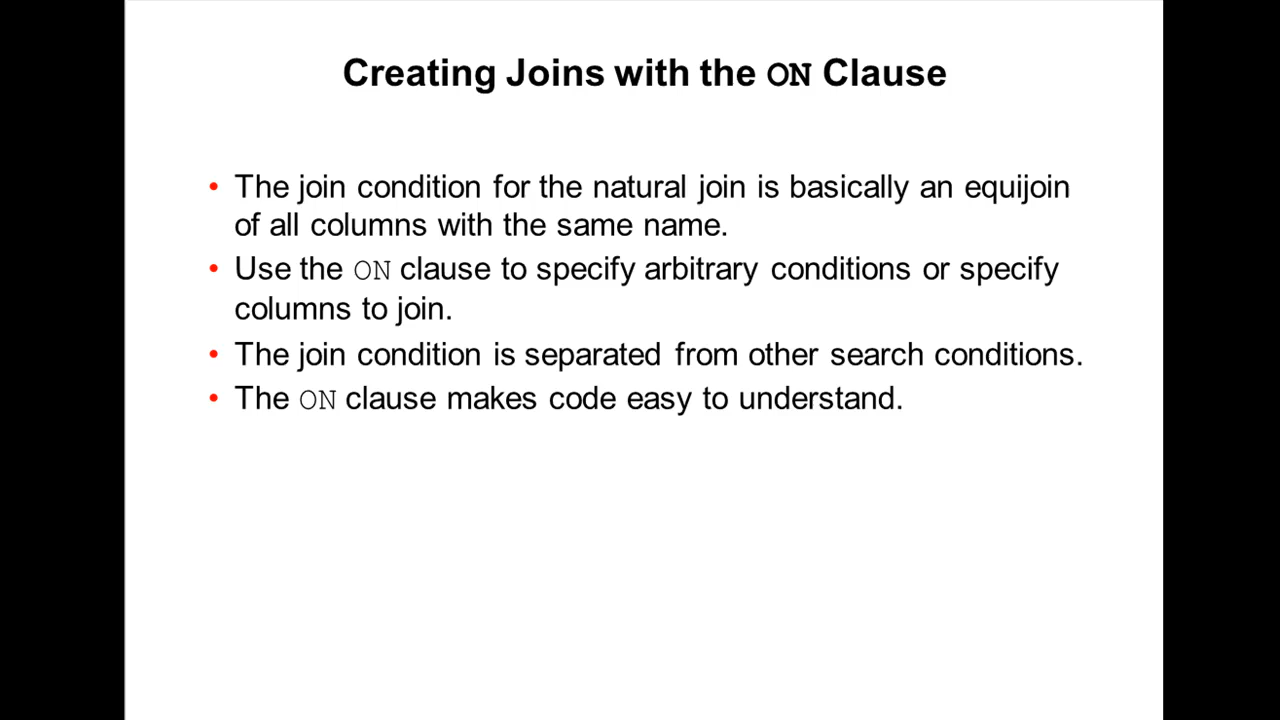 Creating Joins with the ON Clause
• The join condition for the natural join is basically an equijoin
of all columns with the same name.
• Use the ON clause to specify arbitrary conditions or specify
columns to join.
• The join condition is separated from other search conditions.
• The ON clause makes code easy to understand.